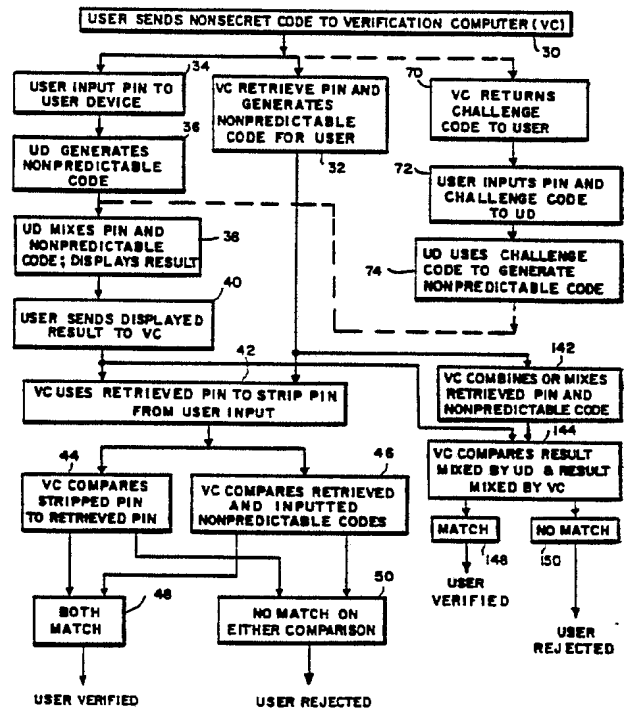 USER SENDS NONSECRET CODE TO VERIFICATION COMPUTER (VC)
30
34
USER INPUT PIN TO
USER DEVICE
VC RETRIEVE PIN AND
GENERATES
NONPREDICTABLE
CODE FOR USER
32
70
VC RETURNS
CHALLENGE
CODE TO USER
36
UD GENERATES
NONPREDICTABLE
CODE
72
USER INPUTS PIN AND
CHALLENGE CODE
TO UD
UD MIXES PIN AND
NONPREDICTABLE
CODE; DISPLAYS RESULT
38
74
UD USES CHALLENGE
CODE TO GENERATE
NONPREDICTABLE CODE
40
USER SENDS DISPLAYED
RESULT TO VC
42
VC USES RETRIEVED PIN TO STRIP PIN
FROM USER INPUT
142
VC COMBINES OR MIXES
RETRIEVED PIN AND
NONPREDICTABLE CODE
144
VC COMPARES RESULT
MIXED BY UD & RESULT
MIXED BY VC
44
VC COMPARES
STRIPPED PIN
TO RETRIEVED PIN
46
VC COMPARES RETRIEVED
AND INPUTTED
NONPREDICTABLE CODES
MATCH
148
NO MATCH
150
USER
VERIFIED
USER
REJECTED
48
BOTH
MATCH
50
NO MATCH ON
EITHER COMPARISON
USER VERIFIED
USER REJECTED